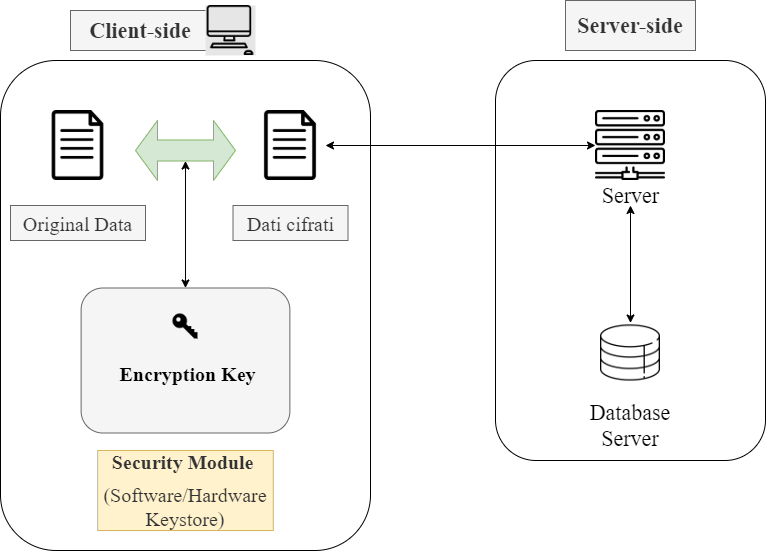 Client-side
Server-side
Original Data
Dati cifrati
Server
Encryption Key
Database
Server
Security Module
(Software/Hardware
Keystore)